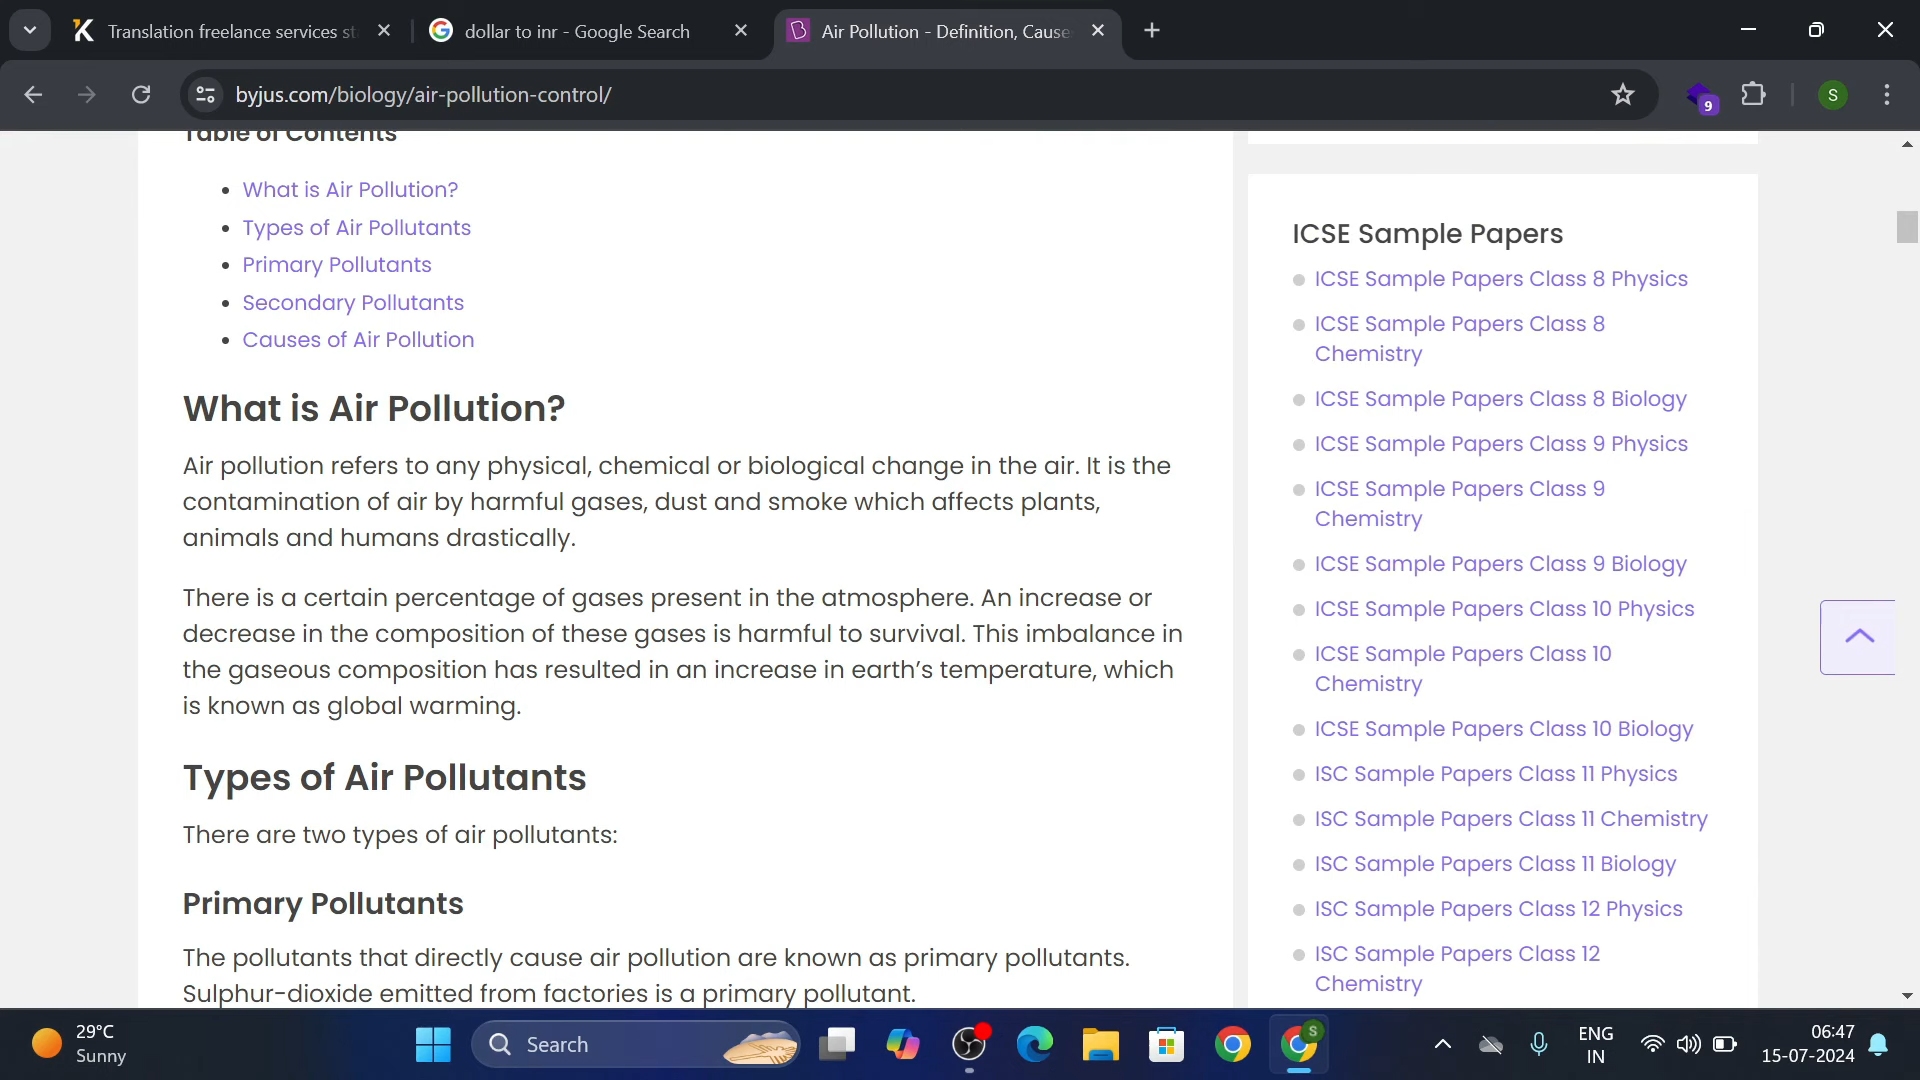 Translation freelance services st
dollar to inr - Google Search
Air Pollution - Definition, Cause
byjus.com/biology/air-pollution-control/
9
S
Table of Contents
What is Air Pollution?
Types of Air Pollutants
Primary Pollutants
Secondary Pollutants
Causes of Air Pollution
What is Air Pollution?
Air pollution refers to any physical, chemical or biological change in the air. It is the
contamination of air by harmful gases, dust and smoke which affects plants,
animals and humans drastically.
There is a certain percentage of gases present in the atmosphere. An increase or
decrease in the composition of these gases is harmful to survival. This imbalance in
the gaseous composition has resulted in an increase in earth’s temperature, which
is known as global warming.
Types of Air Pollutants
There are two types of air pollutants:
Primary Pollutants
The pollutants that directly cause air pollution are known as primary pollutants.
Sulphur-dioxide emitted from factories is a primary pollutant.
ICSE Sample Papers
ICSE Sample Papers Class 8 Physics
ICSE Sample Papers Class 8
Chemistry
ICSE Sample Papers Class 8 Biology
ICSE Sample Papers Class 9 Physics
ICSE Sample Papers Class 9
Chemistry
ICSE Sample Papers Class 9 Biology
ICSE Sample Papers Class 10 Physics
ICSE Sample Papers Class 10
Chemistry
ICSE Sample Papers Class 10 Biology
ISC Sample Papers Class 11 Physics
ISC Sample Papers Class 11 Chemistry
ISC Sample Papers Class 11 Biology
ISC Sample Papers Class 12 Physics
ISC Sample Papers Class 12
Chemistry
29°C
Sunny
Search
S
ENG
IN
06:47
15-07-2024